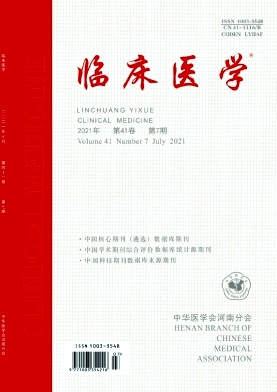 ISSN 1003-3548
CN 41-1116/R
CODEN LYIIAF
临床医学
LINCHUANG YIXUE
CLINICAL MEDICINE
2021年 第41卷 第7期
Volume 41 Number 7 July 2021
·中国核心期刊（遴选）数据库期刊
·中国学术期刊综合评价数据库统计源期刊
·中国科技期刊数据库来源期刊
中华医学会河南分会
HENAN BRANCH OF
CHINESE
MEDICAL
ASSOCIATION
ISSN 1003-3548